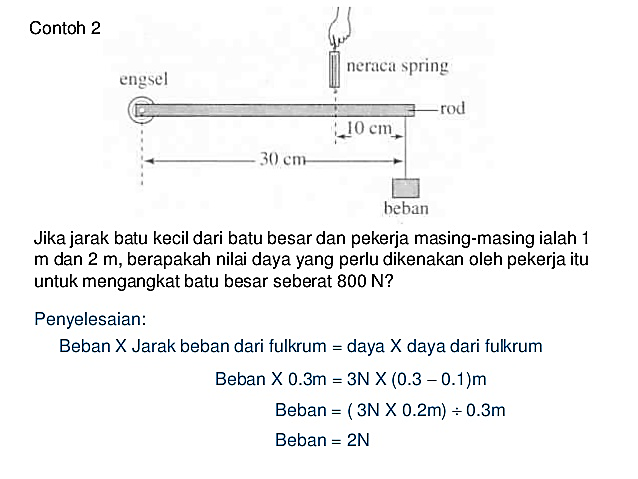 Contoh 2
neraca spring
engsel
rod
10 cm
30 cm
beban
Jika jarak batu kecil dari batu besar dan pekerja masing-masing ialah 1
m dan 2 m, berapakah nilai daya yang perlu dikenakan oleh pekerja itu
untuk mengangkat batu besar seberat 800 N?
Penyelesaian:
Beban X Jarak beban dari fulkrum = daya X daya dari fulkrum
Beban X 0.3m = 3N X (0.3 – 0.1)m
Beban = ( 3N X 0.2m) ÷ 0.3m
Beban = 2N